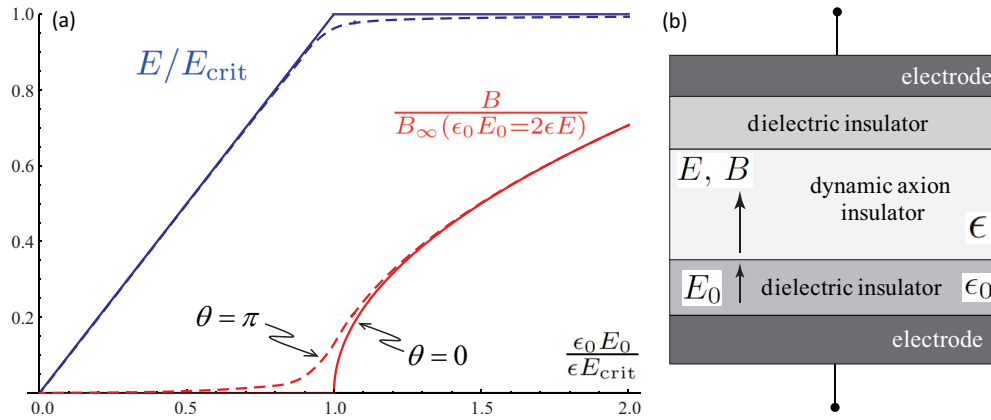 (a)
1.0
0.8
0.6
0.4
0.2
E/E_crit
B
B_∞(ϵ_0 E_0=2ϵE)
θ = π
θ = 0
ϵ_0 E_0
ϵE_crit
0.0
0.5
1.0
1.5
2.0
(b)
electrode
dielectric insulator
E, B
dynamic axion
insulator
ϵ
E_0
dielectric insulator
ϵ_0
electrode